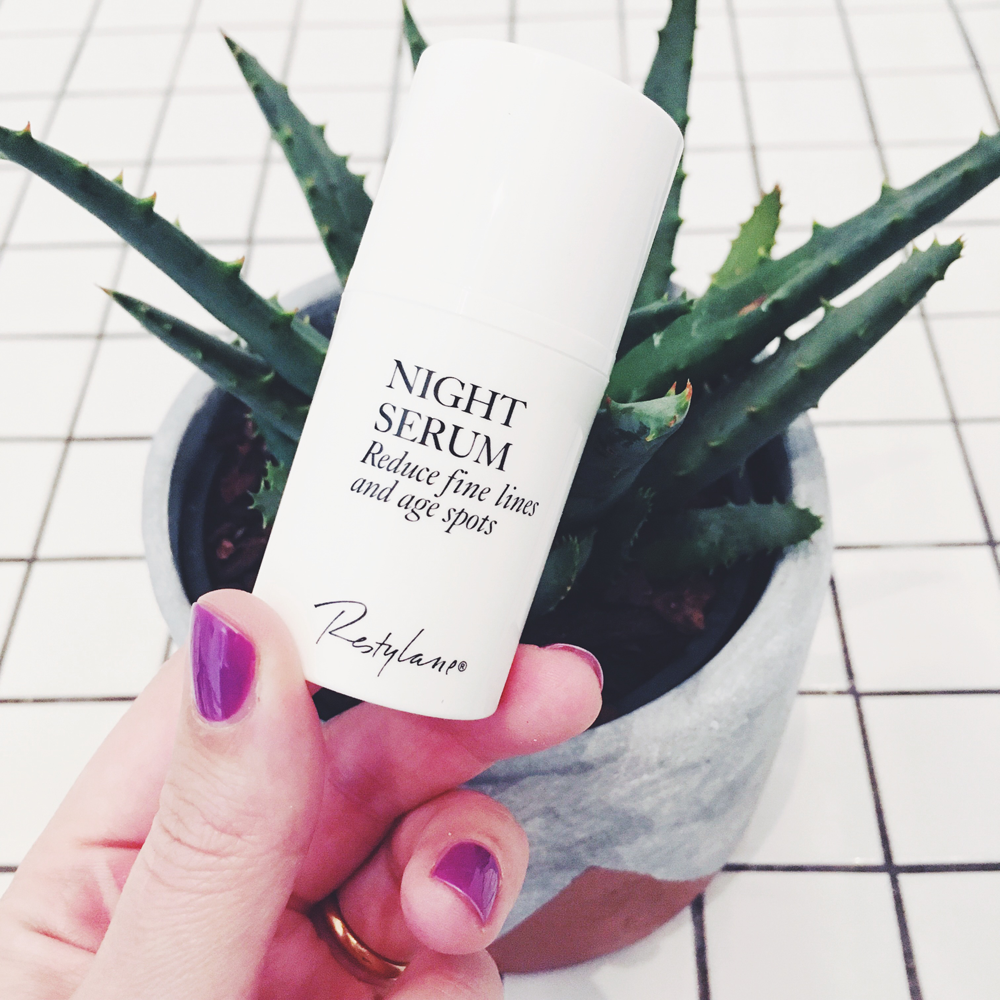 NIGHT
SERUM
Reduce fine lines
and age spots
Restylane®